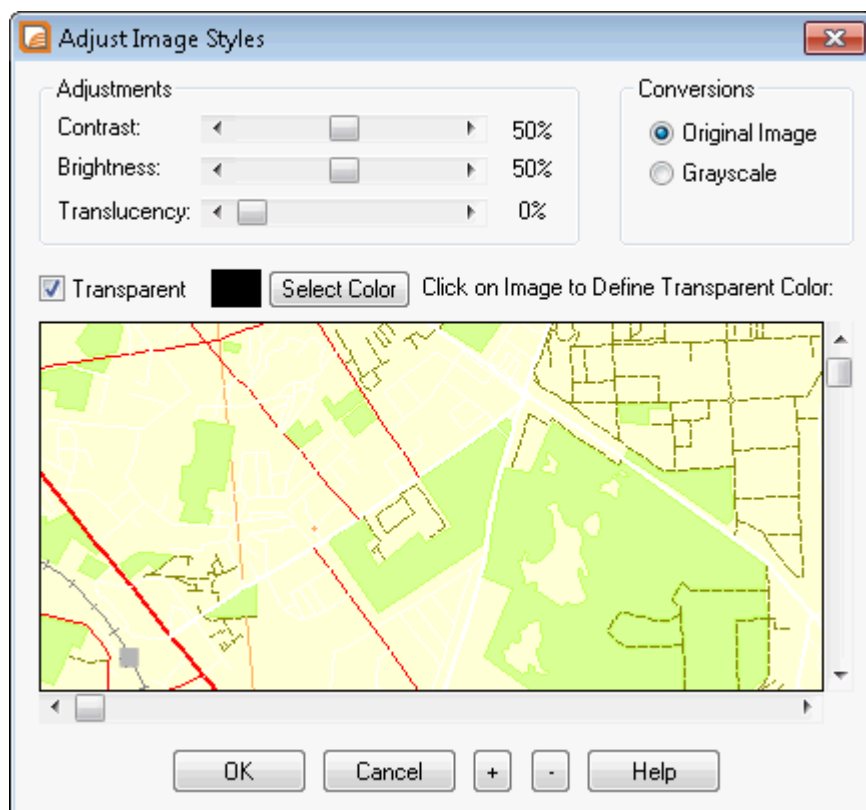 Adjust Image Styles
Adjustments
Contrast: 50%
Brightness: 50%
Translucency: 0%
Conversions
Original Image
Grayscale
Transparent Select Color Click on Image to Define Transparent Color:
OK Cancel + - Help